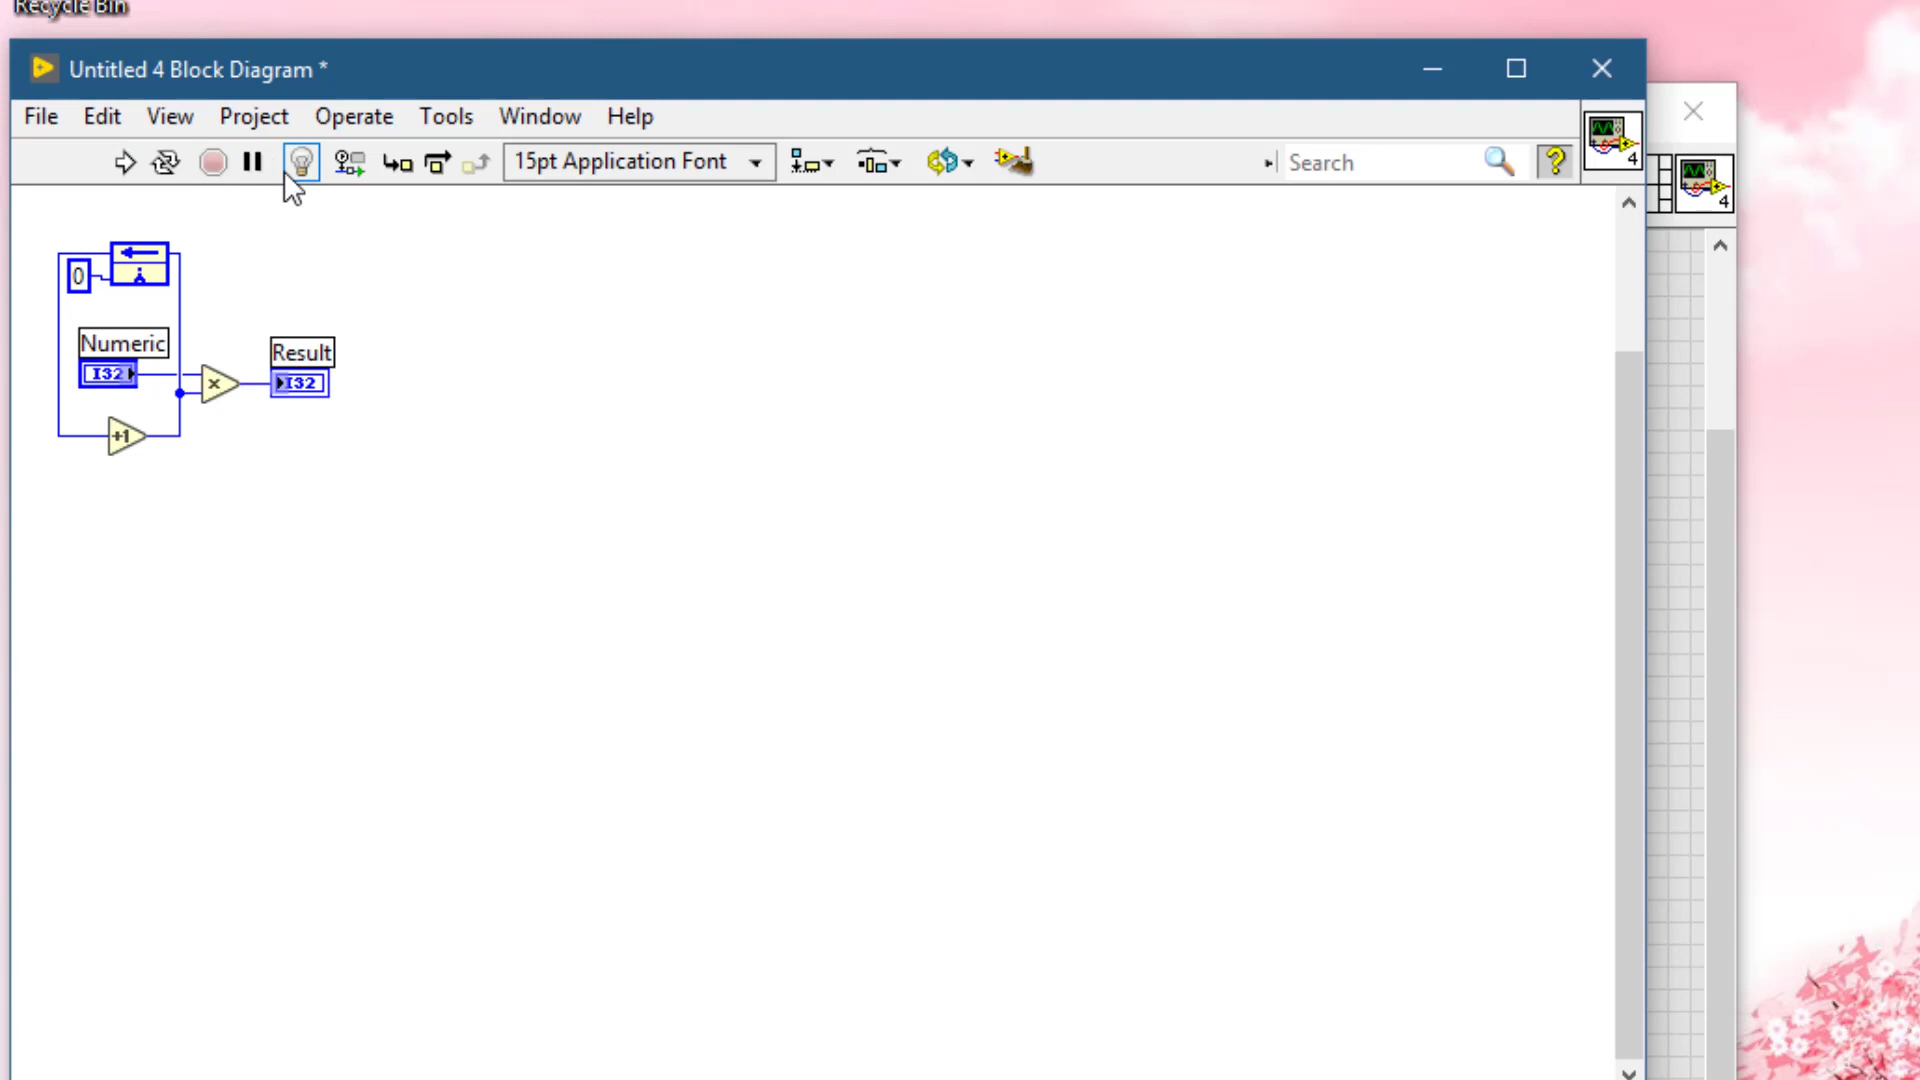 Recycle Bin
Untitled 4 Block Diagram *
File Edit View Project Operate Tools Window Help
15pt Application Font
Search
?
4
4
0
Numeric
I32
Result
I32
x
+1